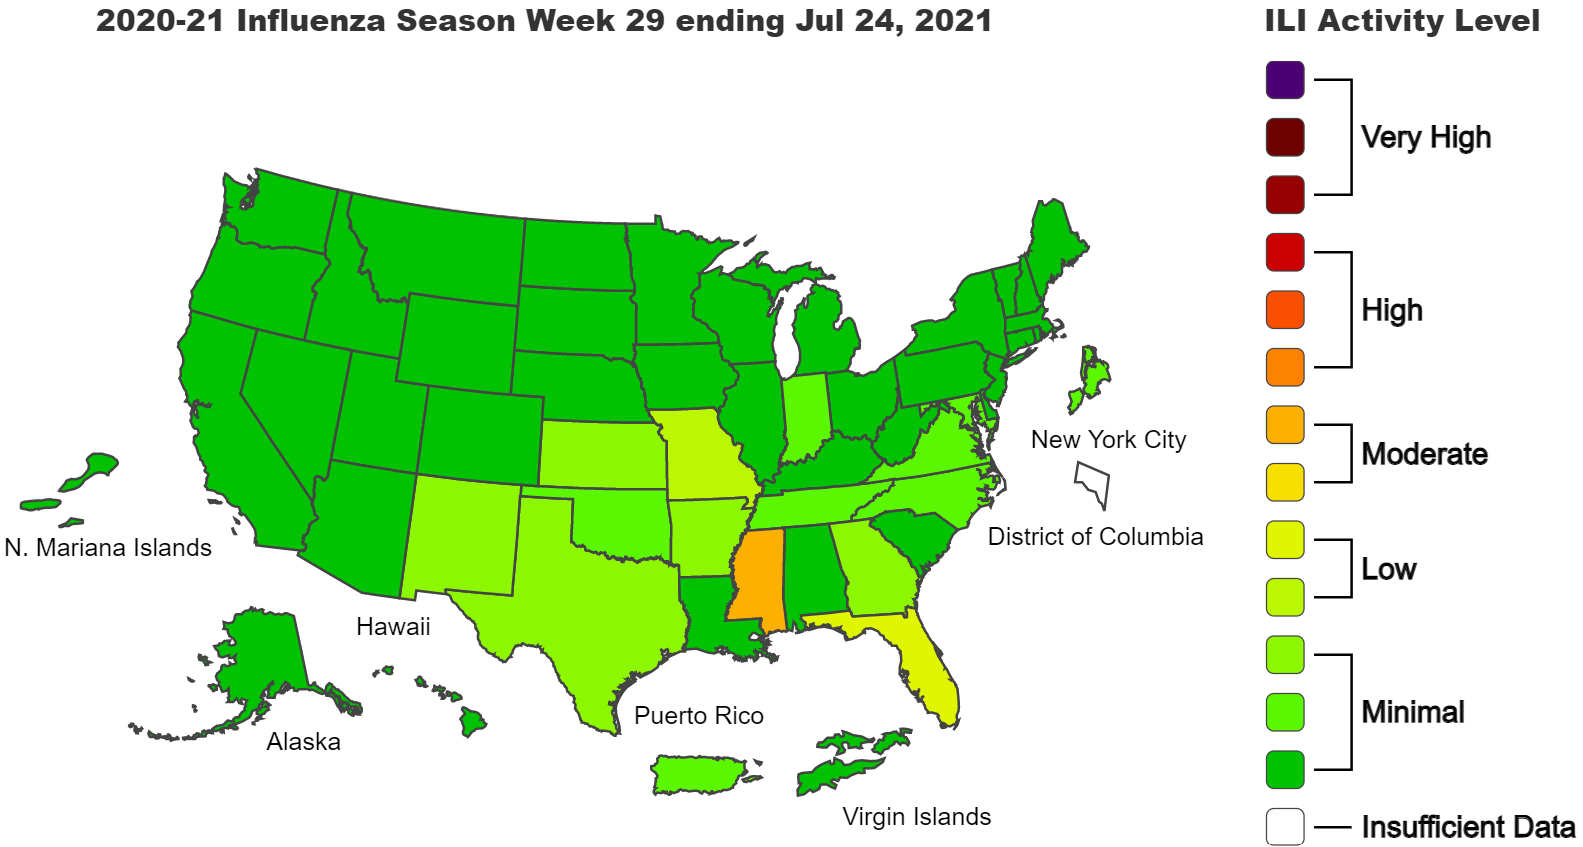 2020-21 Influenza Season Week 29 ending Jul 24, 2021
ILI Activity Level
Very High
High
Moderate
Low
Minimal
Insufficient Data
New York City
District of Columbia
N. Mariana Islands
Hawaii
Alaska
Puerto Rico
Virgin Islands